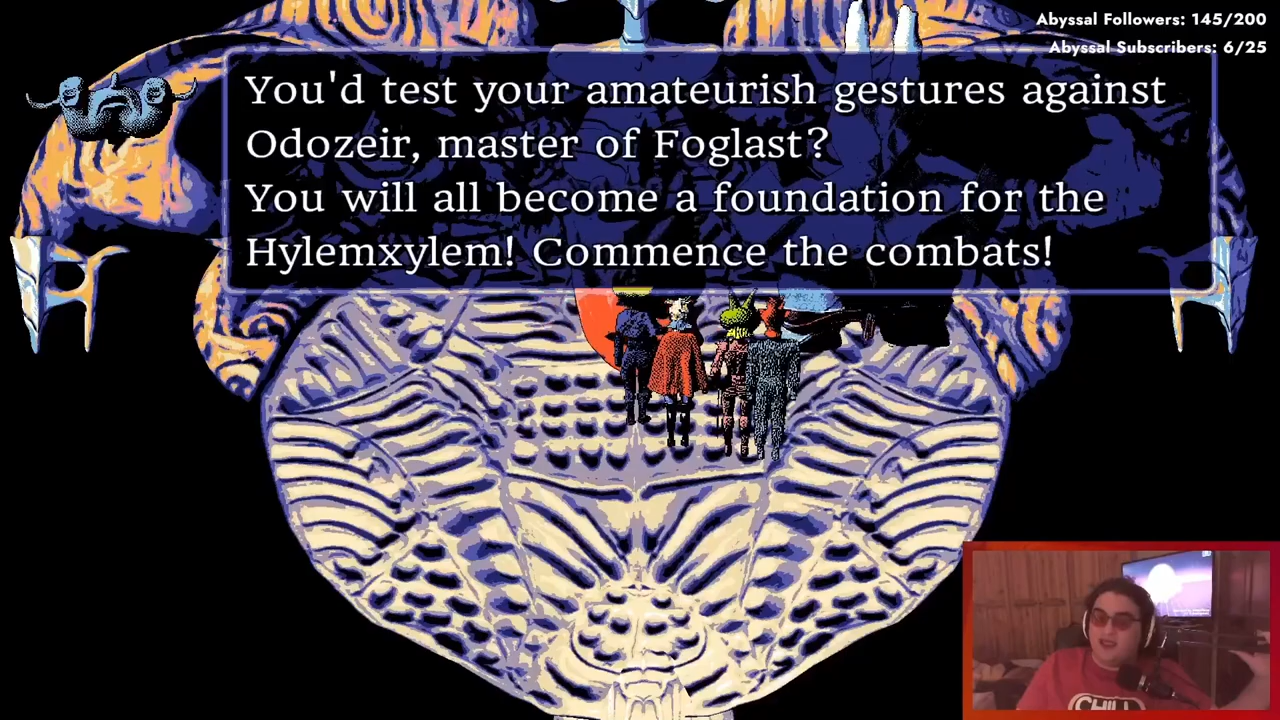 Abyssal Followers: 145/200
Abyssal Subscribers: 6/25
You'd test your amateurish gestures against
Odozeir, master of Foglast?
You will all become a foundation for the
Hylemxylem! Commence the combats!
CHILL